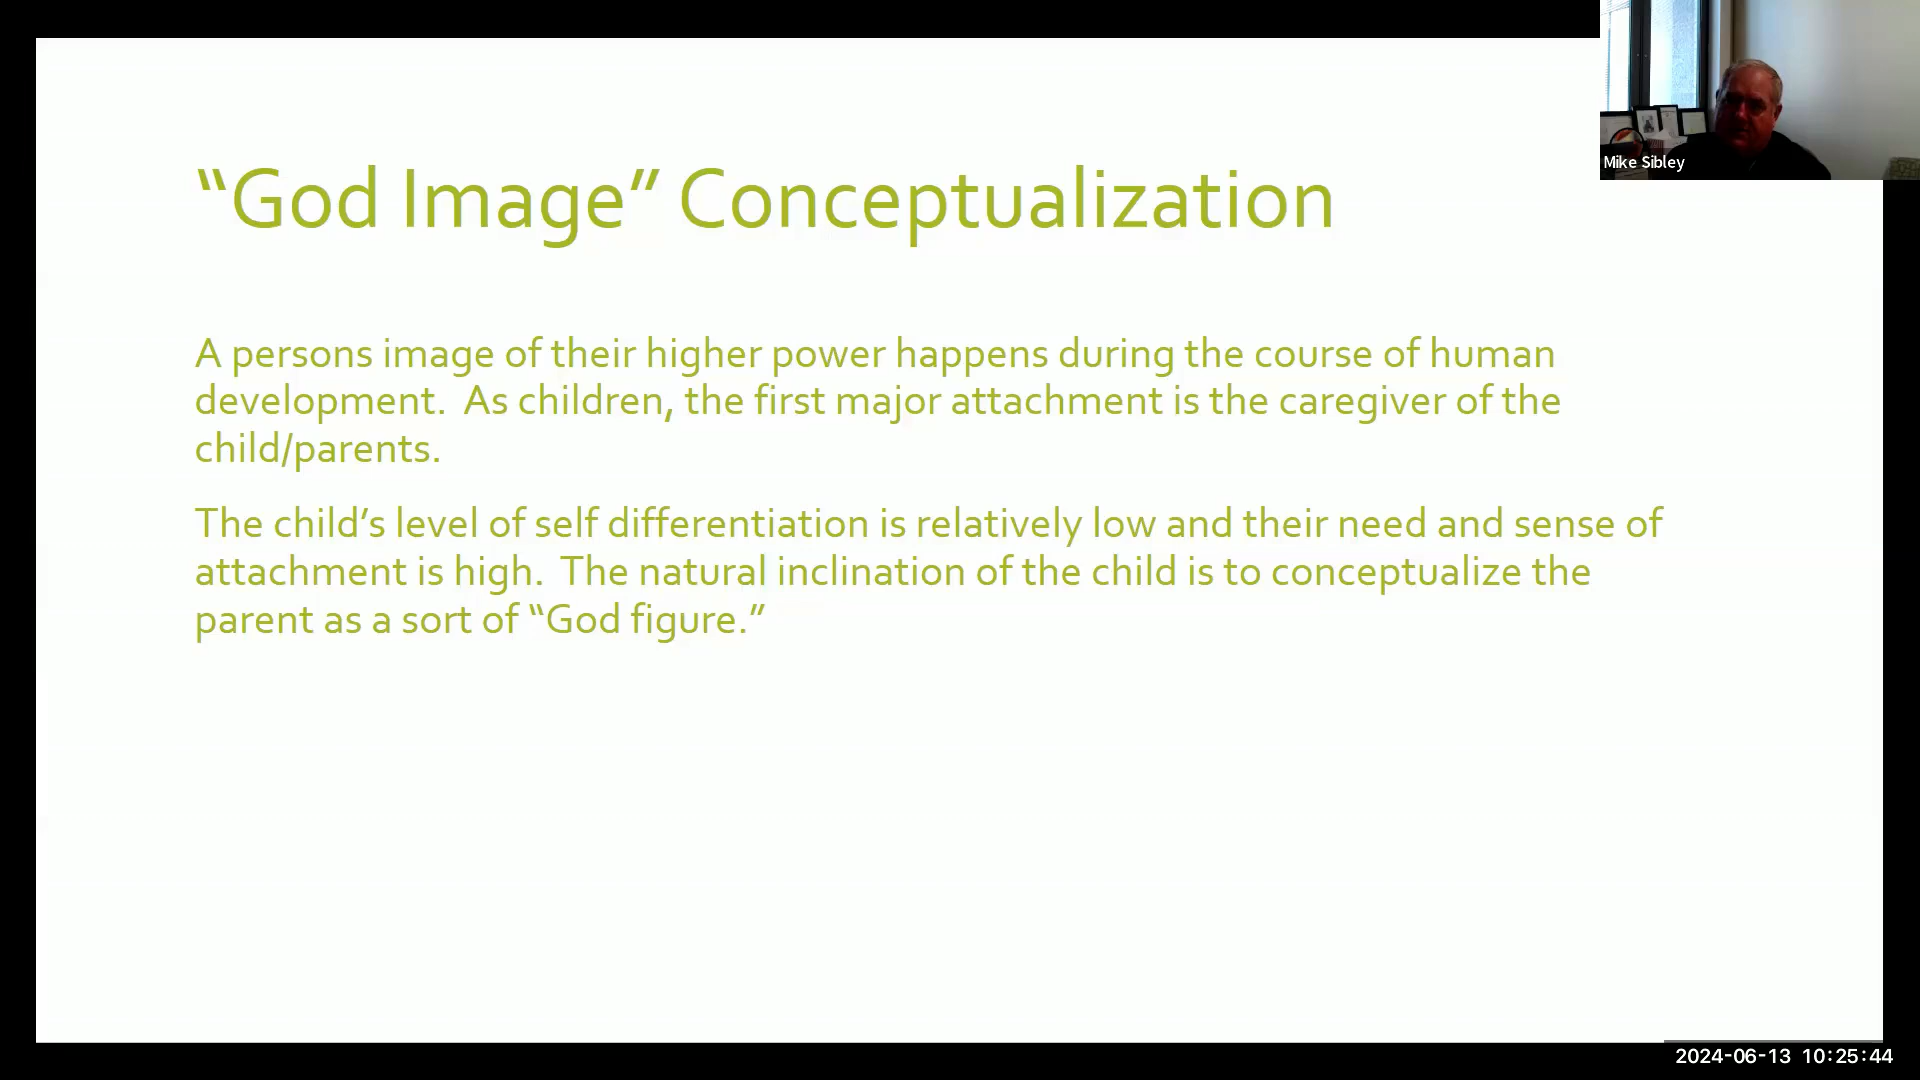 “God Image” Conceptualization
A persons image of their higher power happens during the course of human
development.  As children, the first major attachment is the caregiver of the
child/parents.
The child’s level of self differentiation is relatively low and their need and sense of
attachment is high.  The natural inclination of the child is to conceptualize the
parent as a sort of “God figure.”
Mike Sibley
2024-06-13 10:25:44